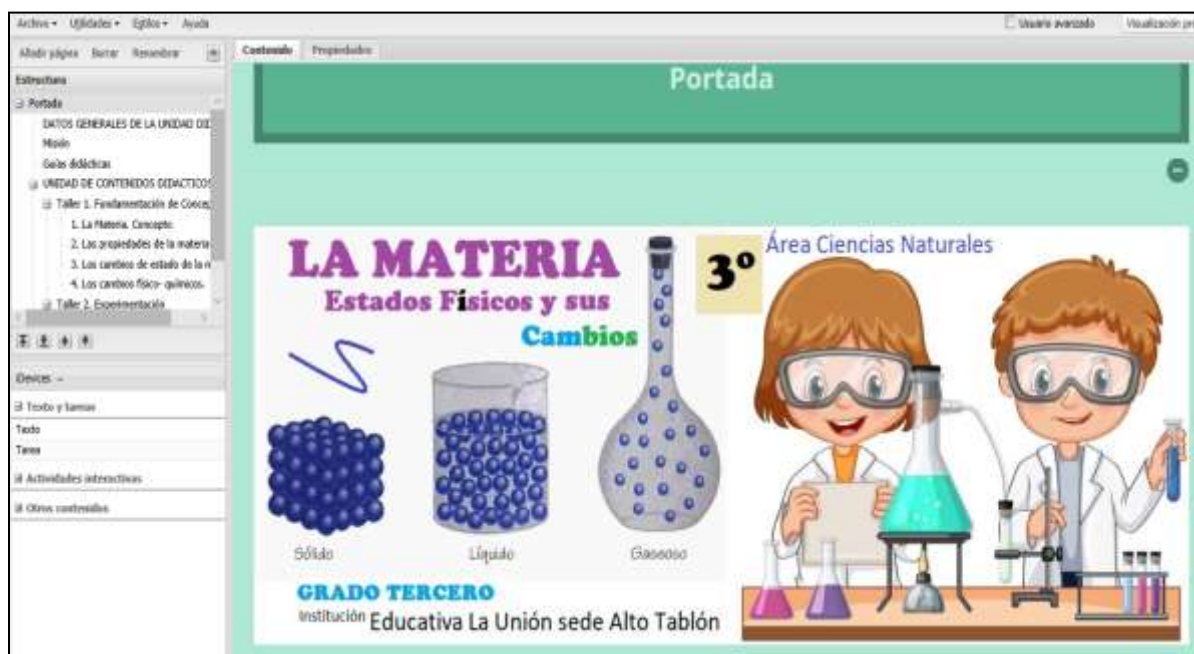 Archivo Utilidades Estilos Ayuda
Usuario avanzado
Añadir página Borrar Renombrar
Contenido Propiedades
Estructura
Portada
DATOS GENERALES DE LA UNIDAD
Misión
Guías didácticas
UNIDAD DE CONTENIDOS DIDACTICOS
Taller 1. Fundamentación de
1. La Materia. Concepto.
2. Las propiedades de la materia
3. Los cambios de estado de la
4. Los cambios físico- químicos.
Taller 2. Experimentación
iDevices
Texto y tareas
Texto
Tarea
Actividades interactivas
Otros contenidos
Portada
LA MATERIA
Estados Físicos y sus
Cambios
3º
Área Ciencias Naturales
Sólido Líquido Gaseoso
GRADO TERCERO
Institución Educativa La Unión sede Alto Tablón